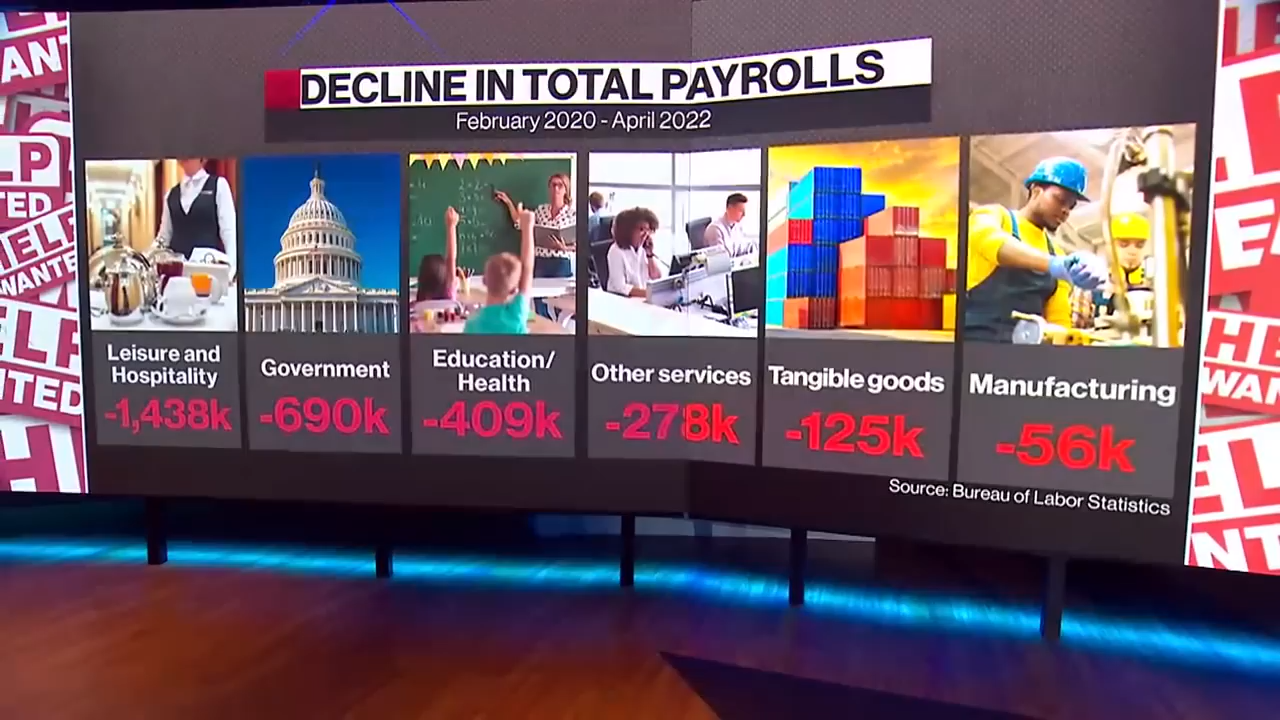 DECLINE IN TOTAL PAYROLLS
February 2020 - April 2022
Leisure and
Hospitality
-1,438k
Government
-690k
Education/
Health
-409k
Other services
-278k
Tangible goods
-125k
Manufacturing
-56k
Source: Bureau of Labor Statistics
WANTE